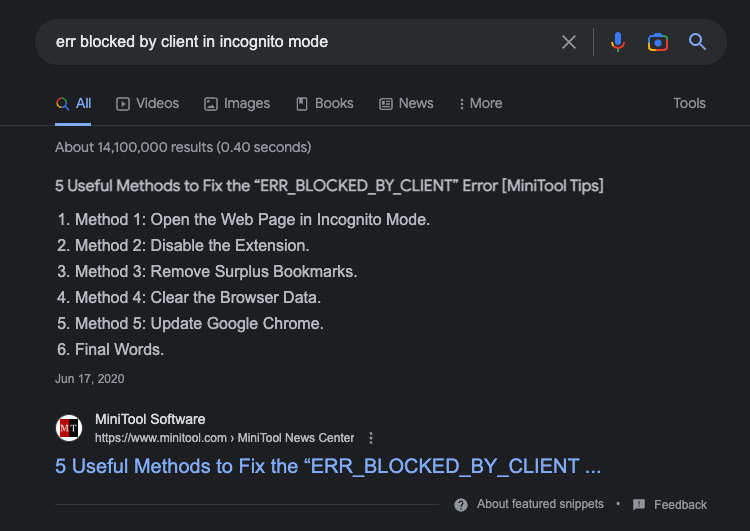 err blocked by client in incognito mode
All Videos Images Books News More Tools
About 14,100,000 results (0.40 seconds)
5 Useful Methods to Fix the “ERR_BLOCKED_BY_CLIENT” Error [MiniTool Tips]
1. Method 1: Open the Web Page in Incognito Mode.
2. Method 2: Disable the Extension.
3. Method 3: Remove Surplus Bookmarks.
4. Method 4: Clear the Browser Data.
5. Method 5: Update Google Chrome.
6. Final Words.
Jun 17, 2020
MT MiniTool Software
https://www.minitool.com › MiniTool News Center
5 Useful Methods to Fix the “ERR_BLOCKED_BY_CLIENT ...
About featured snippets • Feedback